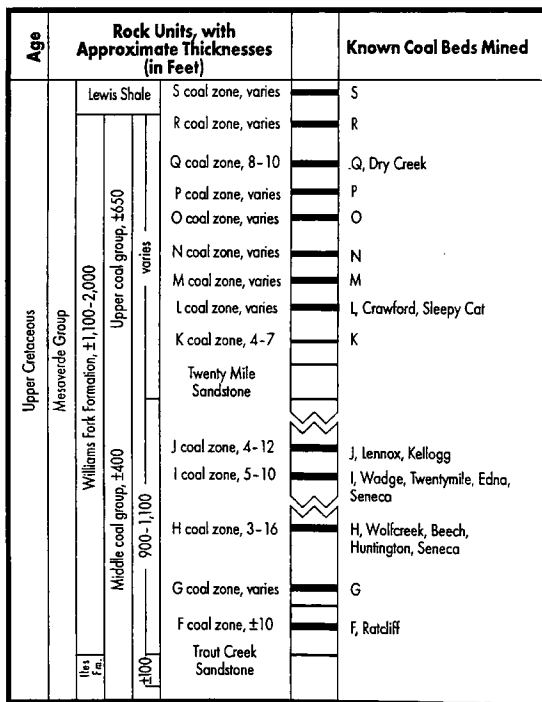 Age
Rock Units, with
Approximate Thicknesses
(in Feet)
Known Coal Beds Mined
Upper Cretaceous
Mesaverde Group
Lewis Shale
Williams Fork Formation, ±1,100-2,000
Iles
Fm.
Upper coal group, ±650
Middle coal group, ±400
varies
900-1,100
±100
S coal zone, varies
S
R coal zone, varies
R
Q coal zone, 8-10
Q, Dry Creek
P coal zone, varies
P
O coal zone, varies
O
N coal zone, varies
N
M coal zone, varies
M
L coal zone, varies
L, Crawford, Sleepy Cat
K coal zone, 4-7
K
Twenty Mile
Sandstone
J coal zone, 4-12
J, Lennox, Kellogg
I coal zone, 5-10
I, Wadge, Twentymile, Edna,
Seneca
H coal zone, 3-16
H, Wolfcreek, Beech,
Huntington, Seneca
G coal zone, varies
G
F coal zone, ±10
F, Ratcliff
Trout Creek
Sandstone